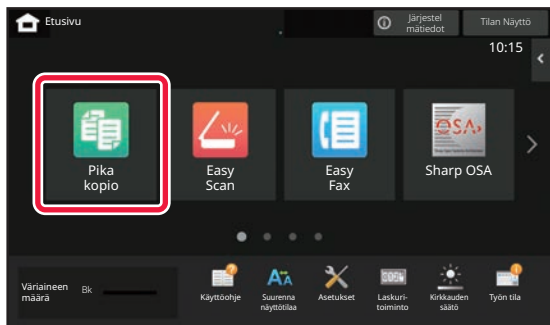 Etusivu
Järjestel
mätiedot
Tilan Näyttö
10:15
Pika
kopio
Easy
Scan
Easy
Fax
OSA
Sharp OSA
Väriaineen
määrä
Bk
Käyttöohje
Suurenna
näyttötilaa
Asetukset
Laskuri-
toiminto
Kirkkauden
säätö
Työn tila